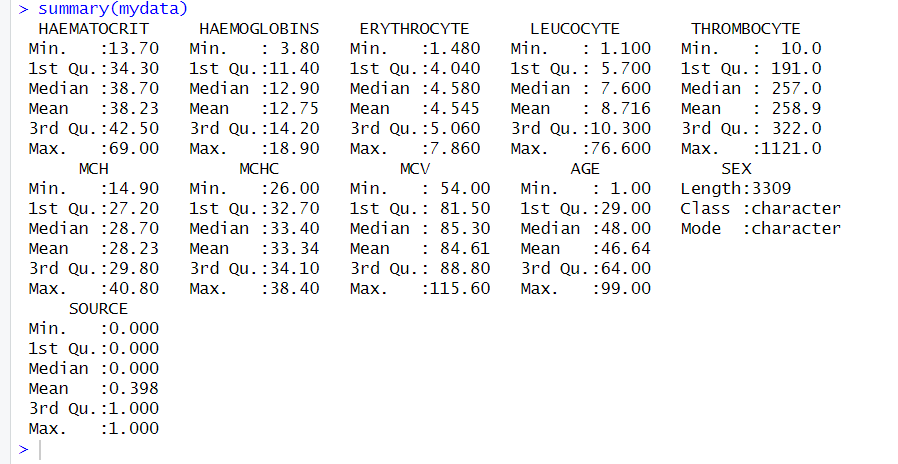 > summary(mydata)
  HAEMATOCRIT     HAEMOGLOBINS    ERYTHROCYTE      LEUCOCYTE       THROMBOCYTE
 Min.   :13.70   Min.   : 3.80   Min.   :1.480   Min.   : 1.100   Min.   :  10.0
 1st Qu.:34.30   1st Qu.:11.40   1st Qu.:4.040   1st Qu.: 5.700   1st Qu.: 191.0
 Median :38.70   Median :12.90   Median :4.580   Median : 7.600   Median : 257.0
 Mean   :38.23   Mean   :12.75   Mean   :4.545   Mean   : 8.716   Mean   : 258.9
 3rd Qu.:42.50   3rd Qu.:14.20   3rd Qu.:5.060   3rd Qu.:10.300   3rd Qu.: 322.0
 Max.   :69.00   Max.   :18.90   Max.   :7.860   Max.   :76.600   Max.   :1121.0
      MCH             MCHC            MCV              AGE            SEX
 Min.   :14.90   Min.   :26.00   Min.   : 54.00   Min.   : 1.00   Length:3309
 1st Qu.:27.20   1st Qu.:32.70   1st Qu.: 81.50   1st Qu.:29.00   Class :character
 Median :28.70   Median :33.40   Median : 85.30   Median :48.00   Mode  :character
 Mean   :28.23   Mean   :33.34   Mean   : 84.61   Mean   :46.64
 3rd Qu.:29.80   3rd Qu.:34.10   3rd Qu.: 88.80   3rd Qu.:64.00
 Max.   :40.80   Max.   :38.40   Max.   :115.60   Max.   :99.00
     SOURCE
 Min.   :0.000
 1st Qu.:0.000
 Median :0.000
 Mean   :0.398
 3rd Qu.:1.000
 Max.   :1.000
>